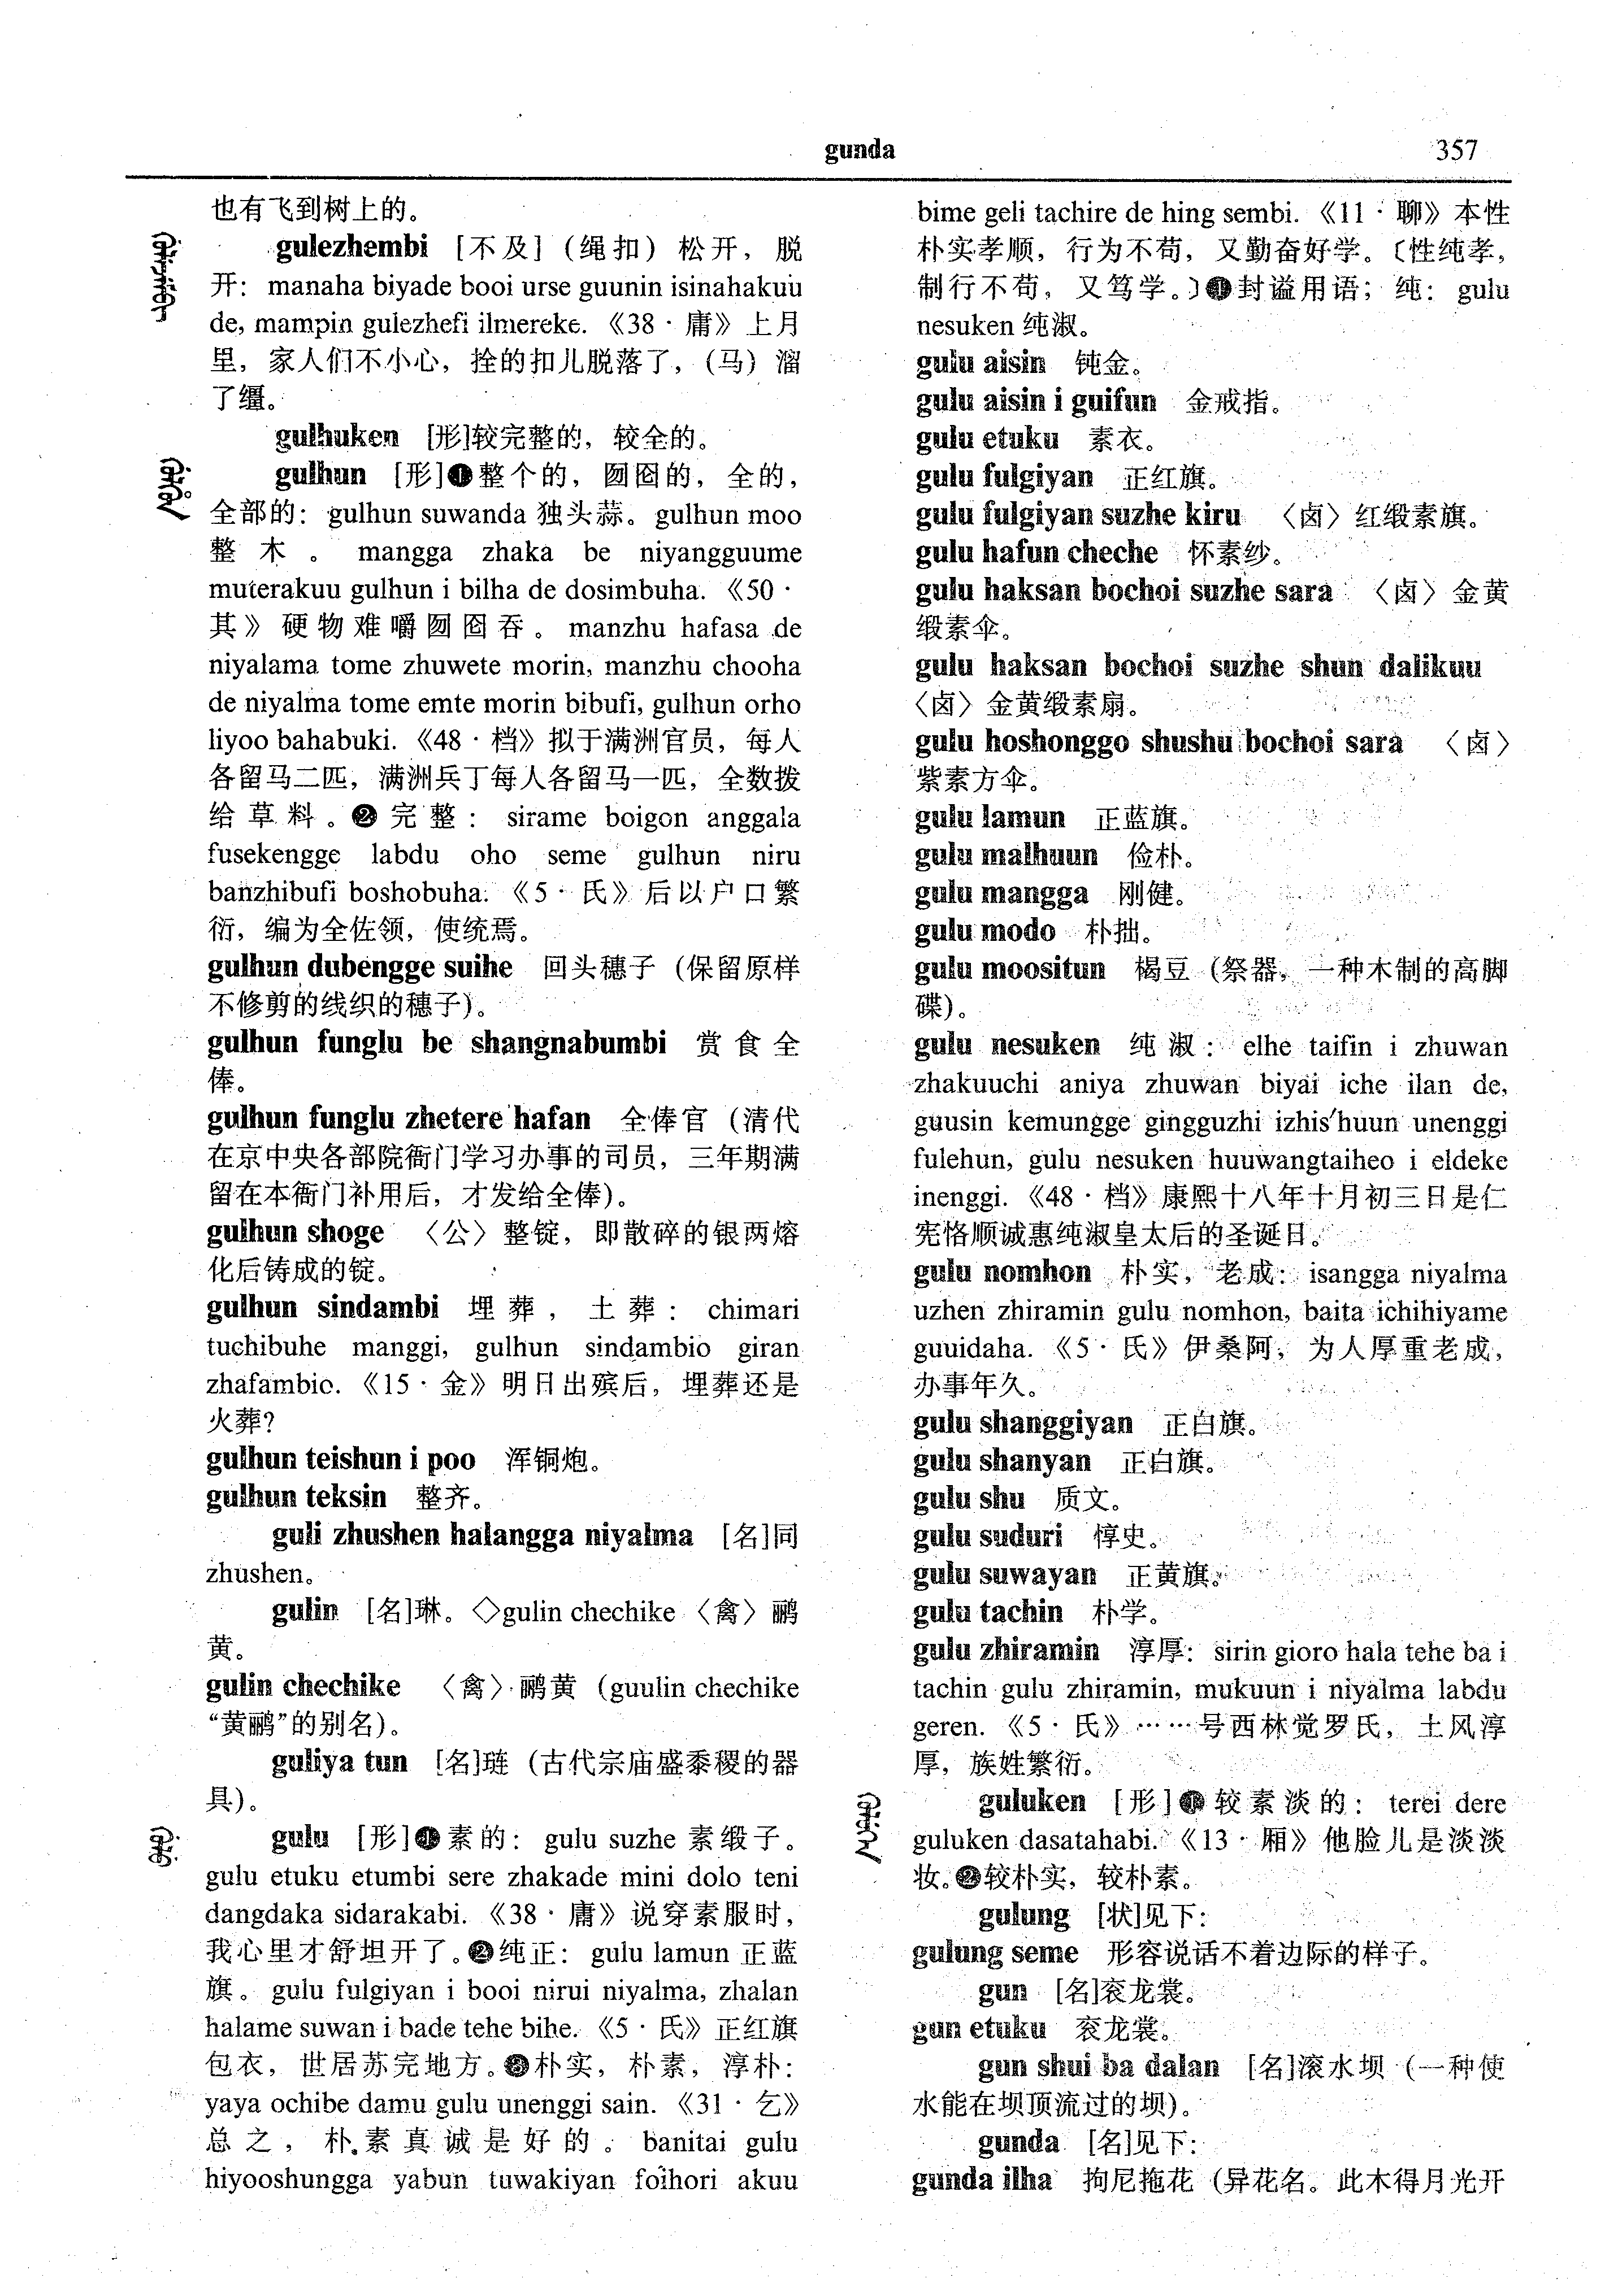 gunda
357
也有飞到树上的。
gulezhembi [不及]（绳扣）松开，脱
开： manaha biyade booi urse guunin isinahakuu
de, mampin gulezhefi ilmereke.《38·庸》上月
里，家人们不小心，拴的扣儿脱落了，（马）溜
了缰。
gulhuken [形]较完整的，较全的。
gulhun [形]❶整个的，囫囵的，全的，
全部的：gulhun suwanda 独头蒜。gulhun moo
整木。 mangga zhaka be niyangguume
muterakuu gulhun i bilha de dosimbuha.《50·
其》硬物难嚼囫囵吞。manzhu hafasa de
niyalama tome zhuwete morin, manzhu chooha
de niyalma tome emte morin bibufi, gulhun orho
liyoo bahabuki.《48·档》拟于满洲官员，每人
各留马二匹，满洲兵丁每人各留马一匹，全数拨
给草料。❷完整： sirame boigon anggala
fusekengge labdu oho seme gulhun niru
banzhibufi boshobuha.《5·氏》后以户口繁
衍，编为全佐领，使统焉。
gulhun dubengge suihe 回头穗子（保留原样
不修剪的线织的穗子）。
gulhun funglu be shangnabumbi 赏食全
俸。
gulhun funglu zhetere hafan 全俸官（清代
在京中央各部院衙门学习办事的司员，三年期满
留在本衙门补用后，才发给全俸）。
gulhun shoge 〈公〉整锭，即散碎的银两熔
化后铸成的锭。
gulhun sindambi 埋葬，土葬： chimari
tuchibuhe manggi, gulhun sindambio giran
zhafambio.《15·金》明日出殡后，埋葬还是
火葬？
gulhun teishun i poo 浑铜炮。
gulhun teksin 整齐。
guli zhushen halangga niyalma [名]同
zhushen。
gulin [名]琳。◇gulin chechike〈禽〉鹂
黄。
gulin chechike 〈禽〉鹂黄（guulin chechike
“黄鹂”的别名）。
guliya tun [名]琏（古代宗庙盛黍稷的器
具）。
gulu [形]❶素的： gulu suzhe 素缎子。
gulu etuku etumbi sere zhakade mini dolo teni
dangdaka sidarakabi.《38·庸》说穿素服时，
我心里才舒坦开了。❷纯正： gulu lamun 正蓝
旗。gulu fulgiyan i booi nirui niyalma, zhalan
halame suwan i bade tehe bihe.《5·氏》正红旗
包衣，世居苏完地方。❸朴实，朴素，淳朴：
yaya ochibe damu gulu unenggi sain.《31·乞》
总之，朴素真诚是好的。banitai gulu
hiyooshungga yabun tuwakiyan foihori akuu
bime geli tachire de hing sembi.《11·聊》本性
朴实孝顺，行为不苟，又勤奋好学。〔性纯孝，
制行不苟，又笃学。〕❹封谥用语；纯： gulu
nesuken 纯淑。
gulu aisin 钝金。
gulu aisin i guifun 金戒指。
gulu etuku 素衣。
gulu fulgiyan 正红旗。
gulu fulgiyan suzhe kiru 〈卤〉红缎素旗。
gulu hafun cheche 怀素纱。
gulu haksan bochoi suzhe sara 〈卤〉金黄
缎素伞。
gulu haksan bochoi suzhe shun dalikuu
〈卤〉金黄缎素扇。
gulu hoshonggo shushu bochoi sara 〈卤〉
紫素方伞。
gulu lamun 正蓝旗。
gulu malhuun 俭朴。
gulu mangga 刚健。
gulu modo 朴拙。
gulu moositun 楬豆（祭器，一种木制的高脚
碟）。
gulu nesuken 纯淑： elhe taifin i zhuwan
zhakuuchi aniya zhuwan biyai iche ilan de,
guusin kemungge gingguzhi izhis'huun unenggi
fulehun, gulu nesuken huuwangtaiheo i eldeke
inenggi.《48·档》康熙十八年十月初三日是仁
宪恪顺诚惠纯淑皇太后的圣诞日。
gulu nomhon 朴实，老成： isangga niyalma
uzhen zhiramin gulu nomhon, baita ichihiyame
guuidaha.《5·氏》伊桑阿，为人厚重老成，
办事年久。
gulu shanggiyan 正白旗。
gulu shanyan 正白旗。
gulu shu 质文。
gulu suduri 惇史。
gulu suwayan 正黄旗。
gulu tachin 朴学。
gulu zhiramin 淳厚： sirin gioro hala tehe ba i
tachin gulu zhiramin, mukuun i niyalma labdu
geren.《5·氏》……号西林觉罗氏，土风淳
厚，族姓繁衍。
guluken [形]❶较素淡的： terei dere
guluken dasatahabi.《13·厢》他脸儿是淡淡
妆。❷较朴实，较朴素。
gulung [状]见下：
gulung seme 形容说话不着边际的样子。
gun [名]衮龙裳。
gun etuku 衮龙裳。
gun shui ba dalan [名]滚水坝（一种使
水能在坝顶流过的坝）。
gunda [名]见下：
gunda ilha 拘尼拖花（异花名。此木得月光开